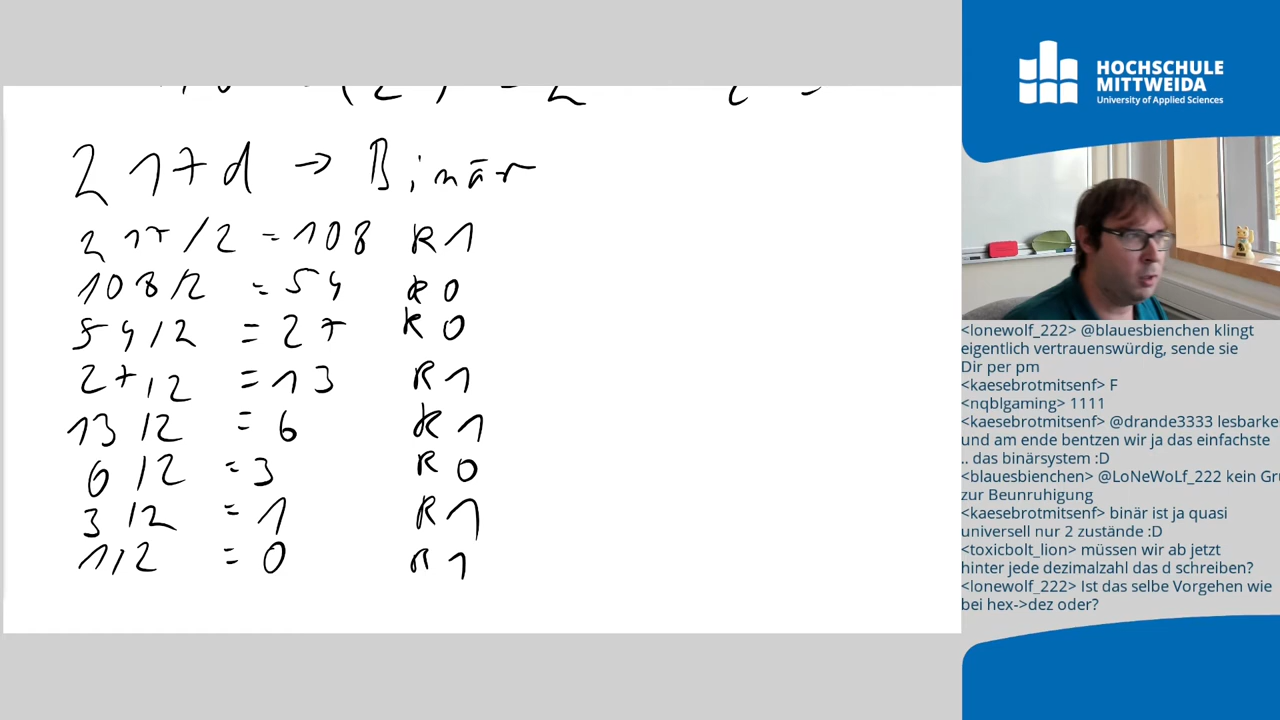 217d → Binär
217/2 = 108 R1
108/2 = 54 R0
54/2 = 27 R0
27/2 = 13 R1
13/2 = 6 R1
6/2 = 3 R0
3/2 = 1 R1
1/2 = 0 R1
HOCHSCHULE
MITTWEIDA
University of Applied Sciences
<lonewolf_222> @blauesbienchen klingt
eigentlich vertrauenswürdig, sende sie
Dir per pm
<kaesebrotmitsenf> F
<nqblgaming> 1111
<kaesebrotmitsenf> @drande3333 lesbarke
und am ende bentzen wir ja das einfachste
.. das binärsystem :D
<blauesbienchen> @LoNeWoLf_222 kein Gru
zur Beunruhigung
<kaesebrotmitsenf> binär ist ja quasi
universell nur 2 zustände :D
<toxicbolt_lion> müssen wir ab jetzt
hinter jede dezimalzahl das d schreiben?
<lonewolf_222> Ist das selbe Vorgehen wie
bei hex->dez oder?